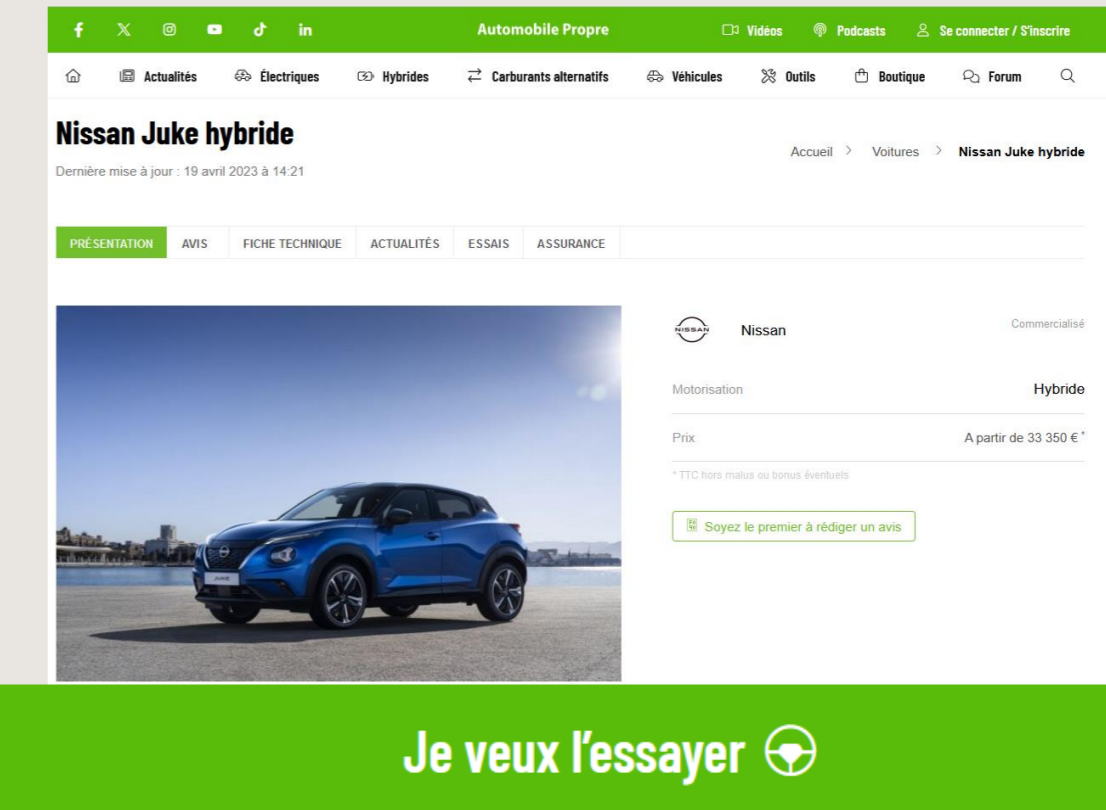 Automobile Propre
Vidéos
Podcasts
Se connecter / S'inscrire
Actualités
Électriques
Hybrides
Carburants alternatifs
Véhicules
Outils
Boutique
Forum
Nissan Juke hybride
Dernière mise à jour : 19 avril 2023 à 14:21
Accueil > Voitures > Nissan Juke hybride
PRÉSENTATION
AVIS
FICHE TECHNIQUE
ACTUALITÉS
ESSAIS
ASSURANCE
JUKE
NISSAN
Nissan
Commercialisé
Motorisation
Hybride
Prix
A partir de 33 350 € *
* TTC hors malus ou bonus éventuels
Soyez le premier à rédiger un avis
Je veux l'essayer